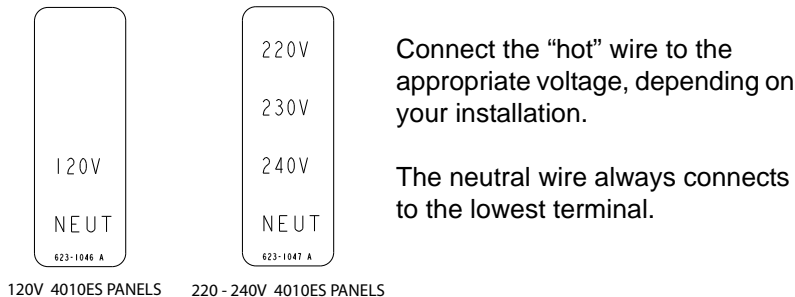 120V
NEUT
623-1046 A
120V 4010ES PANELS
220V
230V
240V
NEUT
623-1047 A
220 - 240V 4010ES PANELS
Connect the “hot” wire to the
appropriate voltage, depending on
your installation.
The neutral wire always connects
to the lowest terminal.